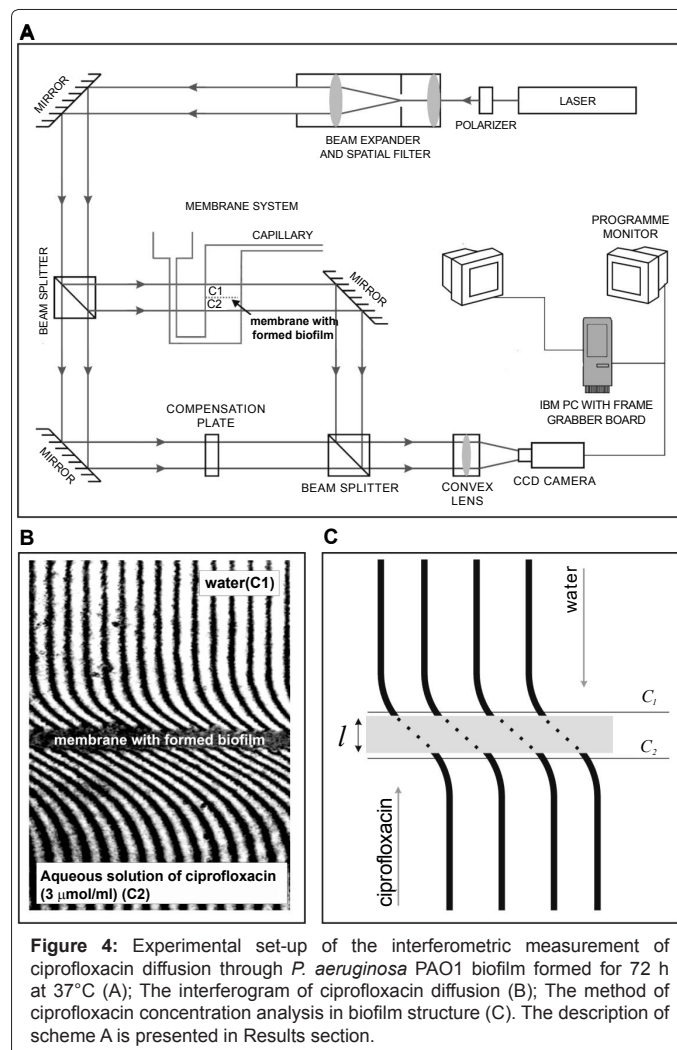 A
MIRROR
LASER
POLARIZER
BEAM EXPANDER
AND SPATIAL FILTER
MEMBRANE SYSTEM
CAPILLARY
PROGRAMME
MONITOR
BEAM SPLITTER
C1
C2
MIRROR
membrane with
formed biofilm
IBM PC WITH FRAME
GRABBER BOARD
COMPENSATION
PLATE
MIRROR
BEAM SPLITTER
CONVEX
LENS
CCD CAMERA
B
water(C1)
membrane with formed biofilm
Aqueous solution of ciprofloxacin
(3 μmol/ml) (C2)
C
water
C₁
l
C₂
ciprofloxacin
Figure 4: Experimental set-up of the interferometric measurement of
ciprofloxacin diffusion through P. aeruginosa PAO1 biofilm formed for 72 h
at 37°C (A); The interferogram of ciprofloxacin diffusion (B); The method of
ciprofloxacin concentration analysis in biofilm structure (C). The description of
scheme A is presented in Results section.